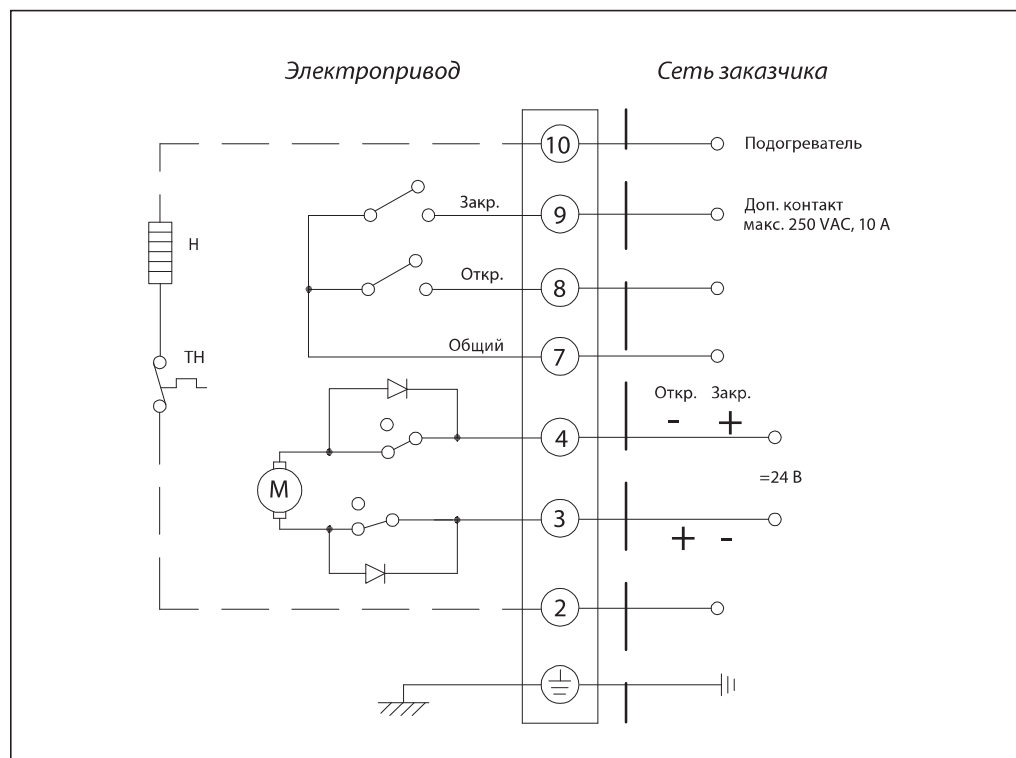 Электропривод
Сеть заказчика
10
Подогреватель
Закр.
9
Доп. контакт
макс. 250 VAC, 10 А
Н
Откр.
8
Общий
7
ТН
Откр. Закр.
- +
4
М
=24 В
3
+ -
2